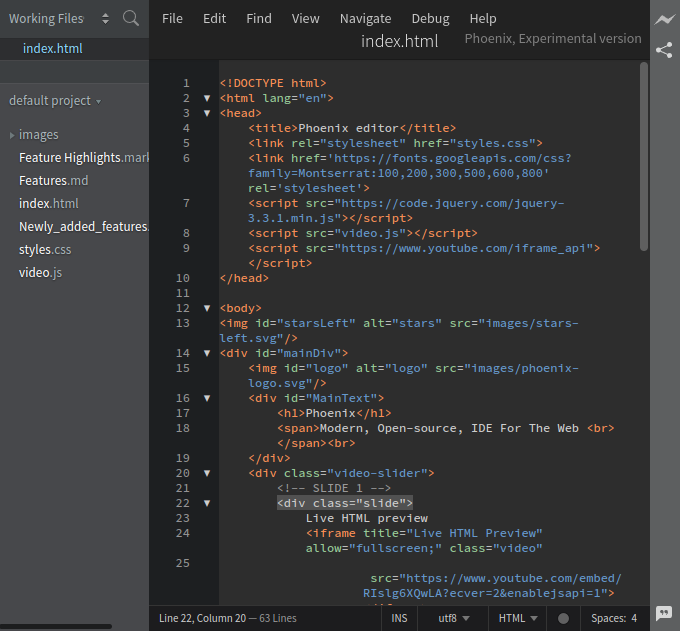 Working Files
index.html
default project
images
Feature Highlights.mar
Features.md
index.html
Newly_added_features.
styles.css
video.js
File Edit Find View Navigate Debug Help
index.html
Phoenix, Experimental version
1 <!DOCTYPE html>
2 <html lang="en">
3 <head>
4 <title>Phoenix editor</title>
5 <link rel="stylesheet" href="styles.css">
6 <link href='https://fonts.googleapis.com/css?
family=Montserrat:100,200,300,500,600,800'
rel='stylesheet'>
7 <script src="https://code.jquery.com/jquery-
3.3.1.min.js"></script>
8 <script src="video.js"></script>
9 <script src="https://www.youtube.com/iframe_api">
</script>
10 </head>
11
12 <body>
13 <img id="starsLeft" alt="stars" src="images/stars-
left.svg"/>
14 <div id="mainDiv">
15 <img id="logo" alt="logo" src="images/phoenix-
logo.svg"/>
16 <div id="MainText">
17 <h1>Phoenix</h1>
18 <span>Modern, Open-source, IDE For The Web <br>
</span><br>
19 </div>
20 <div class="video-slider">
21 <!-- SLIDE 1 -->
22 <div class="slide">
23 Live HTML preview
24 <iframe title="Live HTML Preview"
allow="fullscreen;" class="video"
25
src="https://www.youtube.com/embed/
RIslg6XQwLA?ecver=2&enablejsapi=1">
Line 22, Column 20 — 63 Lines
INS
utf8
HTML
Spaces: 4